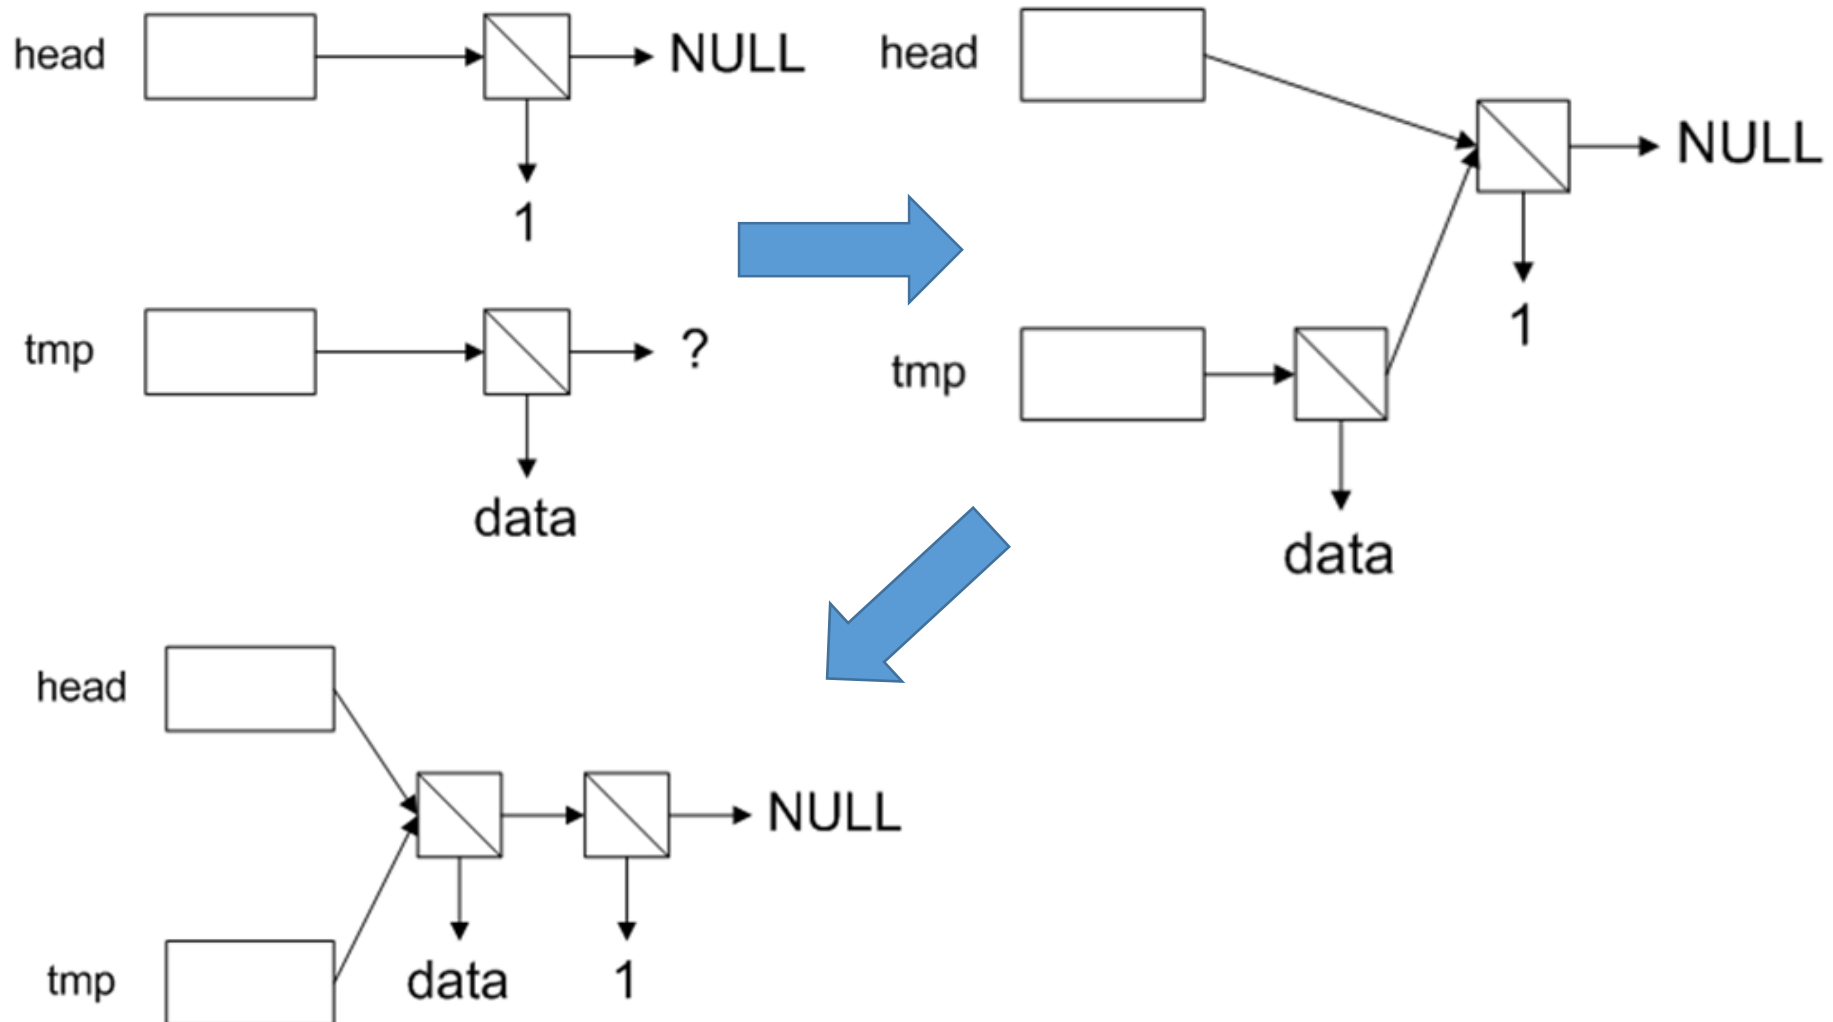 head NULL
1
tmp ?
data
head NULL
1
tmp
data
head
NULL
data 1
tmp